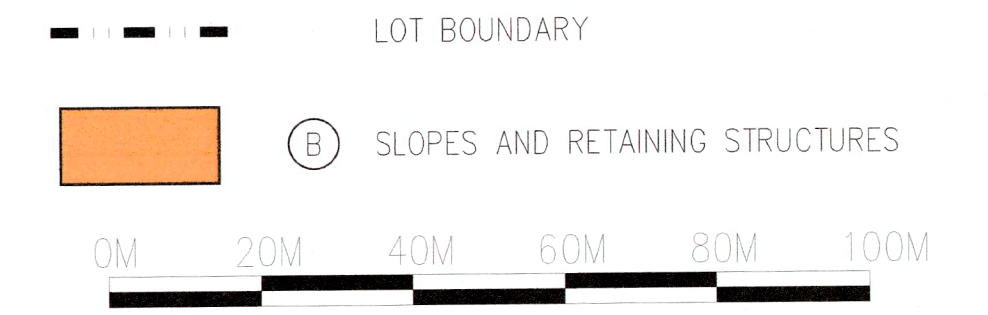 LOT BOUNDARY
B SLOPES AND RETAINING STRUCTURES
0M 20M 40M 60M 80M 100M